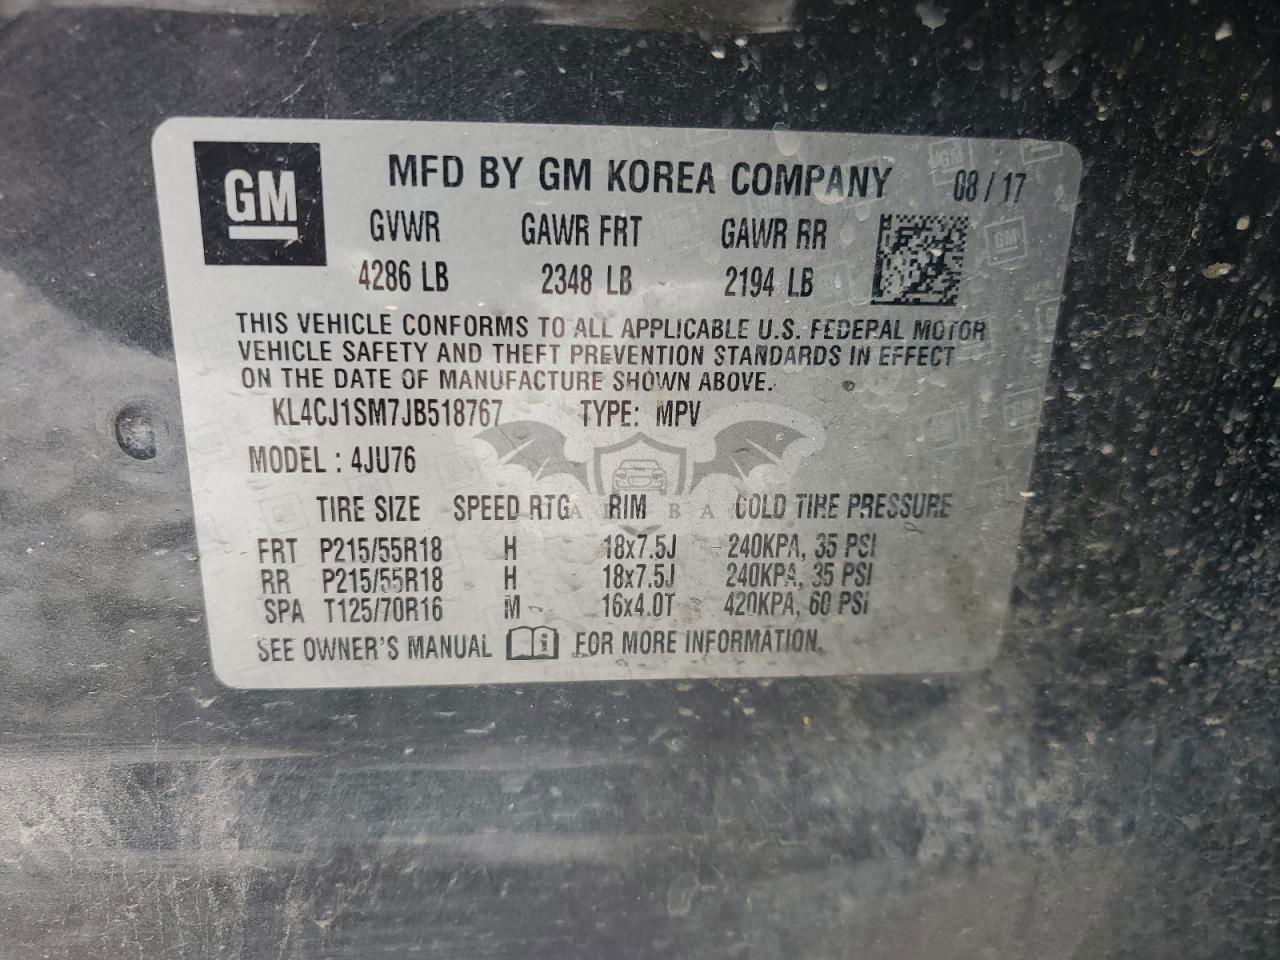 GM
MFD BY GM KOREA COMPANY 08 / 17
GVWR GAWR FRT GAWR RR
4286 LB 2348 LB 2194 LB
THIS VEHICLE CONFORMS TO ALL APPLICABLE U.S. FEDERAL MOTOR
VEHICLE SAFETY AND THEFT PREVENTION STANDARDS IN EFFECT
ON THE DATE OF MANUFACTURE SHOWN ABOVE.
KL4CJ1SM7JB518767 TYPE: MPV
MODEL : 4JU76
TIRE SIZE SPEED RTG RIM COLD TIRE PRESSURE
FRT P215/55R18 H 18x7.5J 240KPA, 35 PSI
RR P215/55R18 H 18x7.5J 240KPA, 35 PSI
SPA T125/70R16 M 16x4.0T 420KPA, 60 PSI
SEE OWNER'S MANUAL FOR MORE INFORMATION.